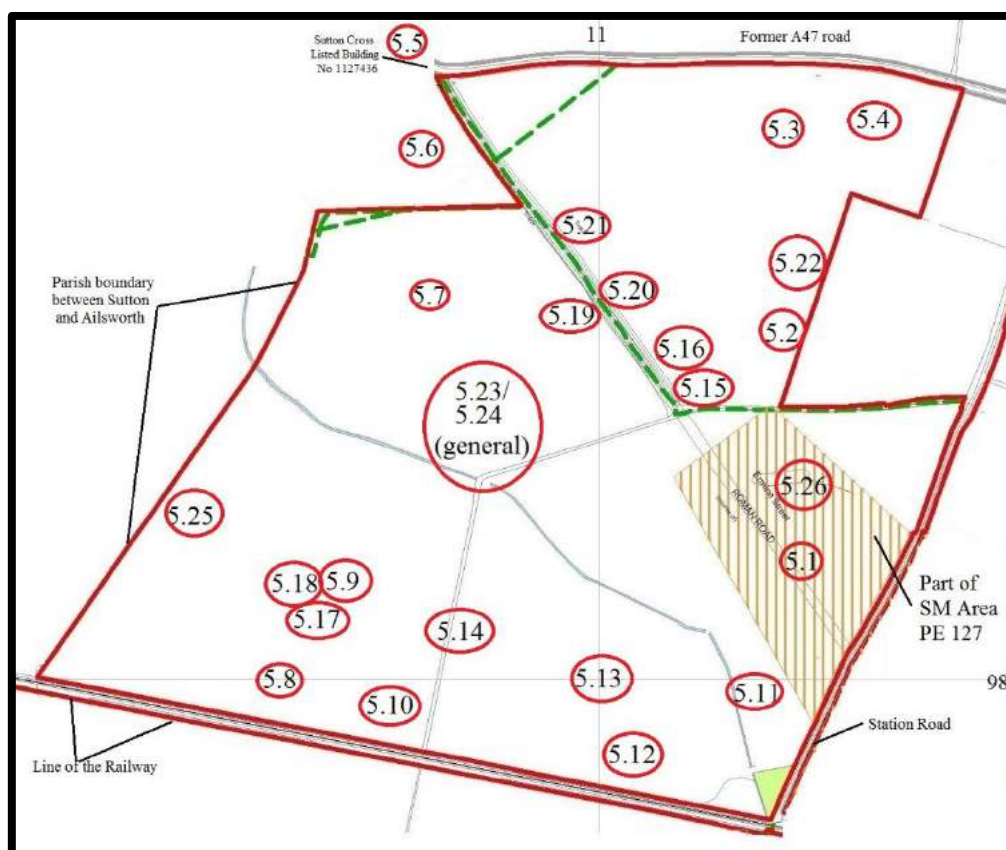 5.5
11
Former A47 road
Sutton Cross
Listed Building
No 1127436
5.3
5.4
5.6
5.21
5.22
Parish boundary
between Sutton
and Ailsworth
5.7
5.20
5.19
5.2
5.16
5.15
5.23/
5.24
(general)
5.26
Ermine Street
ROMAN ROAD
5.25
5.1
5.18
5.9
5.17
Part of
SM Area
PE 127
5.14
5.8
5.13
5.11
98
5.10
Station Road
5.12
Line of the Railway